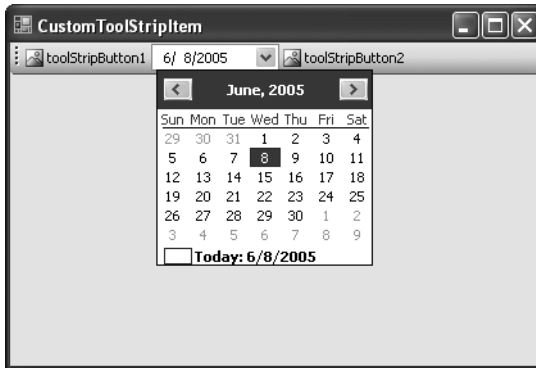 CustomToolStripItem
toolStripButton1 6/ 8/2005 toolStripButton2
June, 2005
Sun Mon Tue Wed Thu Fri Sat
29 30 31 1 2 3 4
5 6 7 8 9 10 11
12 13 14 15 16 17 18
19 20 21 22 23 24 25
26 27 28 29 30 1 2
3 4 5 6 7 8 9
Today: 6/8/2005